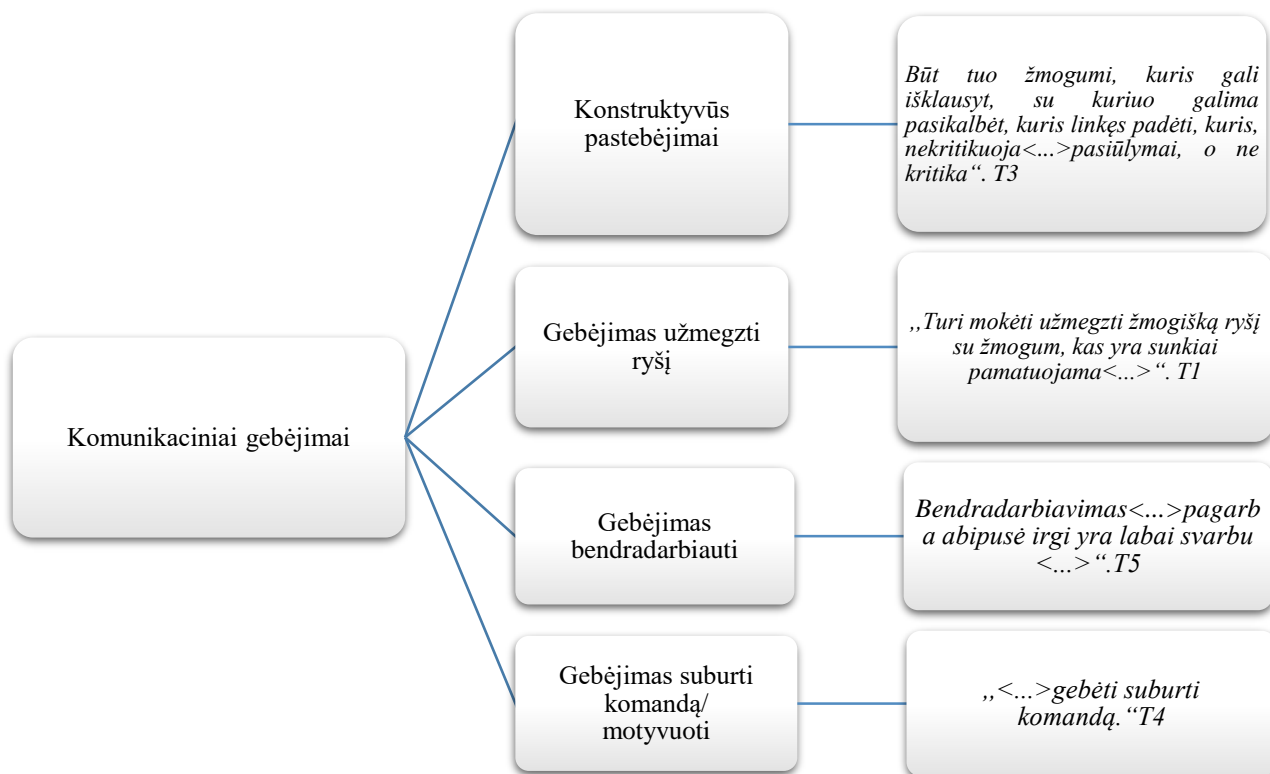 Komunikaciniai gebėjimai
Konstruktyvūs
pastebėjimai
Būt tuo žmogumi, kuris gali
išklausyt, su kuriuo galima
pasikalbėt, kuris linkęs padėti, kuris,
nekritikuoja<...>pasiūlymai, o ne
kritika“. T3
Gebėjimas užmegzti
ryšį
,,Turi mokėti užmegzti žmogišką ryšį
su žmogum, kas yra sunkiai
pamatuojama<...>“. T1
Gebėjimas
bendradarbiauti
Bendradarbiavimas<...>pagarb
a abipusė irgi yra labai svarbu
<...>“.T5
Gebėjimas suburti
komandą/
motyvuoti
,,<...>gebėti suburti
komandą.“T4